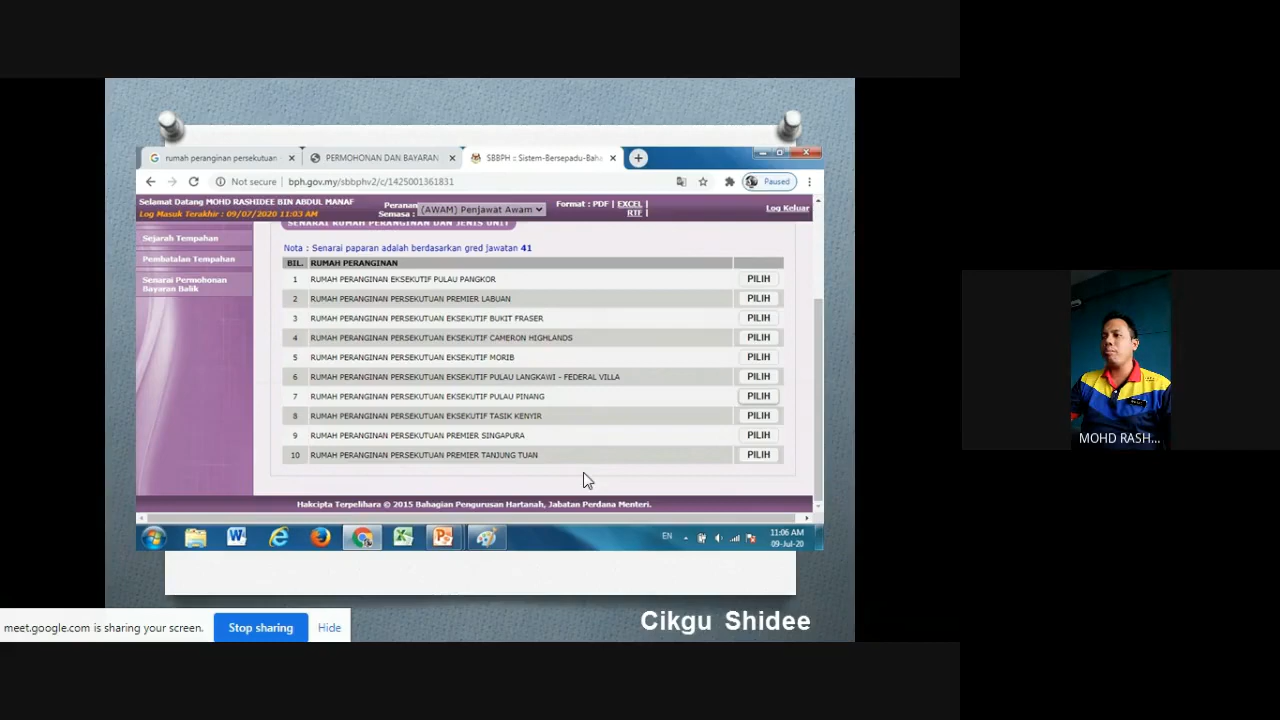 rumah peranginan persekutuan
PERMOHONAN DAN BAYARAN
SBBPH :: Sistem-Bersepadu-Baha
Not secure | bph.gov.my/sbbphv2/c/1425001361831
Paused
Selamat Datang MOHD RASHIDEE BIN ABDUL MANAF
Log Masuk Terakhir : 09/07/2020 11:03 AM
Peranan Semasa : (AWAM) Penjawat Awam
Format : PDF | EXCEL |
RTF |
Log Keluar
Sejarah Tempahan
Pembatalan Tempahan
Senarai Permohonan
Bayaran Balik
SENARAI RUMAH PERANGINAN DAN JENIS UNIT
Nota : Senarai paparan adalah berdasarkan gred jawatan 41
BIL. RUMAH PERANGINAN
1 RUMAH PERANGINAN EKSEKUTIF PULAU PANGKOR PILIH
2 RUMAH PERANGINAN PERSEKUTUAN PREMIER LABUAN PILIH
3 RUMAH PERANGINAN PERSEKUTUAN EKSEKUTIF BUKIT FRASER PILIH
4 RUMAH PERANGINAN PERSEKUTUAN EKSEKUTIF CAMERON HIGHLANDS PILIH
5 RUMAH PERANGINAN PERSEKUTUAN EKSEKUTIF MORIB PILIH
6 RUMAH PERANGINAN PERSEKUTUAN EKSEKUTIF PULAU LANGKAWI - FEDERAL VILLA PILIH
7 RUMAH PERANGINAN PERSEKUTUAN EKSEKUTIF PULAU PINANG PILIH
8 RUMAH PERANGINAN PERSEKUTUAN EKSEKUTIF TASIK KENYIR PILIH
9 RUMAH PERANGINAN PERSEKUTUAN PREMIER SINGAPURA PILIH
10 RUMAH PERANGINAN PERSEKUTUAN PREMIER TANJUNG TUAN PILIH
Hakcipta Terpelihara © 2015 Bahagian Pengurusan Hartanah, Jabatan Perdana Menteri.
EN
11:06 AM
09-Jul-20
Cikgu Shidee
meet.google.com is sharing your screen. Stop sharing Hide
MOHD RASH...